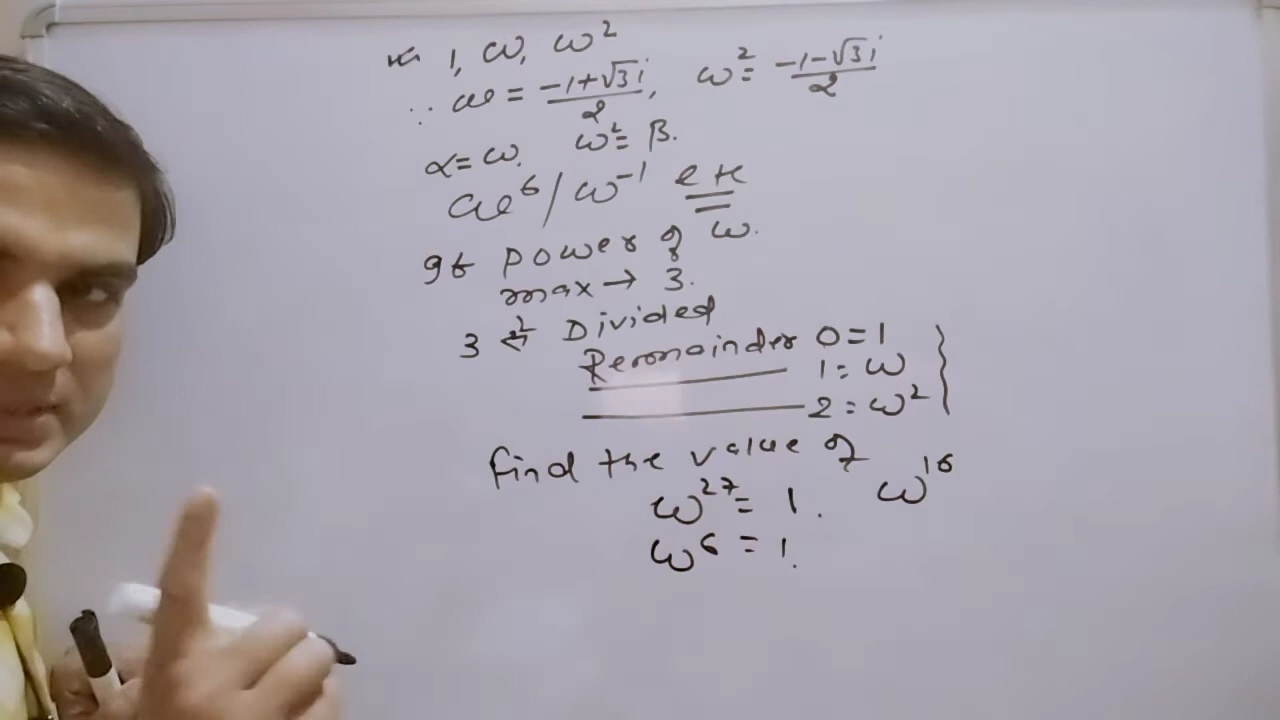 1, ω, ω²
∴ ω = (-1+√3i)/2, ω² = (-1-√3i)/2
α = ω. ω² = β.
ω⁶/ω⁻¹ etc
If power of ω.
max → 3.
3 Divided
Remainder 0 = 1
1 = ω
2 = ω²
find the value of
ω²⁷ = 1. ω¹⁶
ω⁶ = 1.